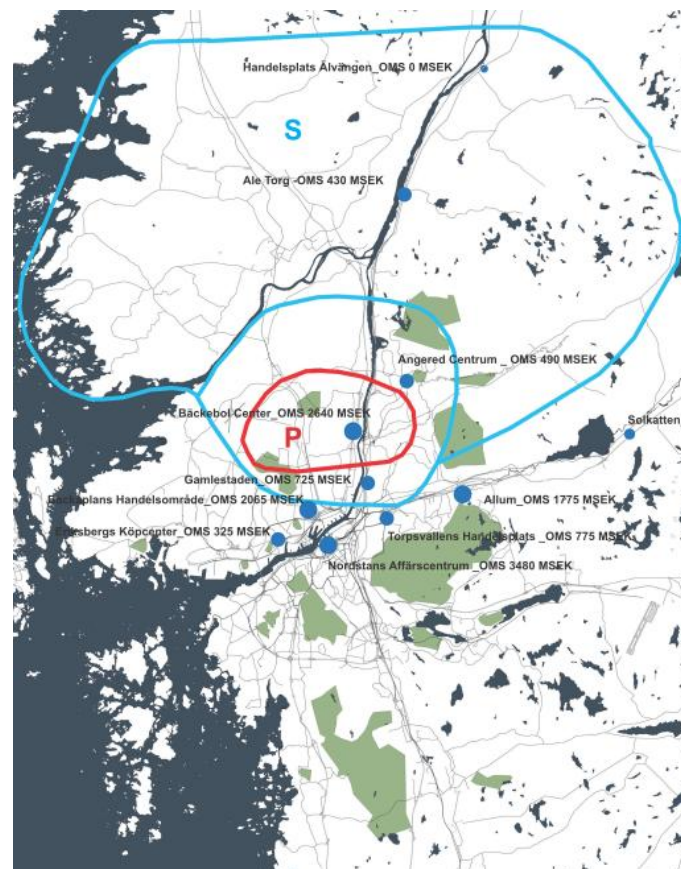 Handelsplats Älvängen_OMS 0 MSEK
S
Ale Torg -OMS 430 MSEK
Angered Centrum _ OMS 490 MSEK
Bäckebol Center_OMS 2640 MSEK
P
Solkatten
Gamlestaden_OMS 725 MSEK
Backaplans Handelsområde_OMS 2065 MSEK
Allum_OMS 1775 MSEK
Eriksbergs Köpcenter_OMS 325 MSEK
Torpsvallens Handelsplats _OMS 775 MSEK
Nordstans Affärscentrum _OMS 3480 MSEK